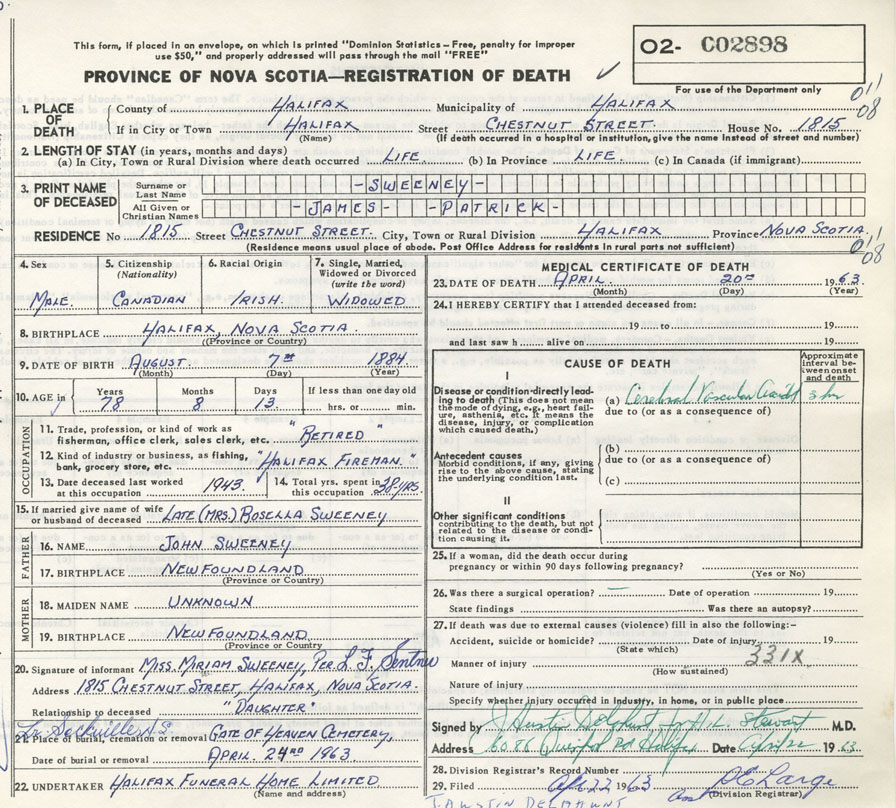 This form, if placed in an envelope, on which is printed "Dominion Statistics – Free, penalty for improper
use $50," and properly addressed will pass through the mail "FREE"
O2- C02898
PROVINCE OF NOVA SCOTIA—REGISTRATION OF DEATH ✓
For use of the Department only
011
08
1. PLACE OF DEATH
County of HALIFAX Municipality of HALIFAX
If in City or Town HALIFAX Street CHESTNUT STREET. House No. 1815
(Name) (If death occurred in a hospital or institution, give the name instead of street and number)
2. LENGTH OF STAY (in years, months and days)
(a) In City, Town or Rural Division where death occurred LIFE. (b) In Province LIFE. (c) In Canada (if immigrant)
3. PRINT NAME OF DECEASED
Surname or Last Name -SWEENEY-
All Given or Christian Names -JAMES- -PATRICK-
RESIDENCE No 1815 Street CHESTNUT STREET. City, Town or Rural Division HALIFAX Province NOVA SCOTIA.
(Residence means usual place of abode. Post Office Address for residents in rural parts not sufficient)
011
08
4. Sex
MALE.
5. Citizenship (Nationality)
CANADIAN
6. Racial Origin
IRISH.
7. Single, Married, Widowed or Divorced (write the word)
WIDOWED
8. BIRTHPLACE HALIFAX, NOVA SCOTIA.
(Province or Country)
9. DATE OF BIRTH AUGUST. 7TH 1884
(Month) (Day) (Year)
10. AGE in
Years 78
Months 8
Days 13.
If less than one day old
hrs. or min.
OCCUPATION
11. Trade, profession or kind of work as
fisherman, office clerk, sales clerk, etc. "RETIRED"
12. Kind of industry or business, as fishing,
bank, grocery store, etc. "HALIFAX FIREMAN."
13. Date deceased last worked
at this occupation 1943.
14. Total yrs. spent in
this occupation 38-YRS.
15. If married give name of wife
or husband of deceased LATE (MRS) ROSELLA SWEENEY
FATHER
16. NAME JOHN SWEENEY
17. BIRTHPLACE NEWFOUNDLAND
(Province or Country)
MOTHER
18. MAIDEN NAME UNKNOWN
19. BIRTHPLACE NEWFOUNDLAND.
(Province or Country)
20. Signature of informant MISS. MIRIAM SWEENEY, PER L.F.
Address 1815 CHESTNUT STREET, HALIFAX, NOVA SCOTIA.
Relationship to deceased "DAUGHTER."
Lr. Sackville N.S.
21. Place of burial, cremation or removal GATE OF HEAVEN CEMETERY,
Date of burial or removal APRIL. 24RD 1963
22. UNDERTAKER HALIFAX FUNERAL HOME LIMITED
(Name and address)
MEDICAL CERTIFICATE OF DEATH
23. DATE OF DEATH APRIL. 20TH 1963.
(Month) (Day) (Year)
24. I HEREBY CERTIFY that I attended deceased from:
19 to 19
and last saw h alive on 19
CAUSE OF DEATH
Approximate interval between onset and death
I
Disease or condition directly leading to death (This does not mean the mode of dying, e.g., heart failure, asthenia, etc. It means the disease, injury, or complication which caused death.)
(a) Cerebral Vascular 3 hr
due to (or as a consequence of)
Antecedent causes
Morbid conditions, if any, giving rise to the above cause, stating the underlying condition last.
(b)
due to (or as a consequence of)
(c)
II
Other significant conditions
contributing to the death, but not related to the disease or condition causing it.
25. If a woman, did the death occur during
pregnancy or within 90 days following pregnancy?
(Yes or No)
26. Was there a surgical operation? — Date of operation 19
State findings Was there an autopsy?
27. If death was due to external causes (violence) fill in also the following:–
Accident, suicide or homicide? Date of injury 19
(State which)
331X
Manner of injury
(How sustained)
Nature of injury
Specify whether injury occurred in industry, in home, or in public place
Signed by J Austin for H.L. Stewart M.D.
Address Date 1963
28. Division Registrar's Record Number
29. Filed Apr 22 1963
(Division Registrar)
J. AUSTIN